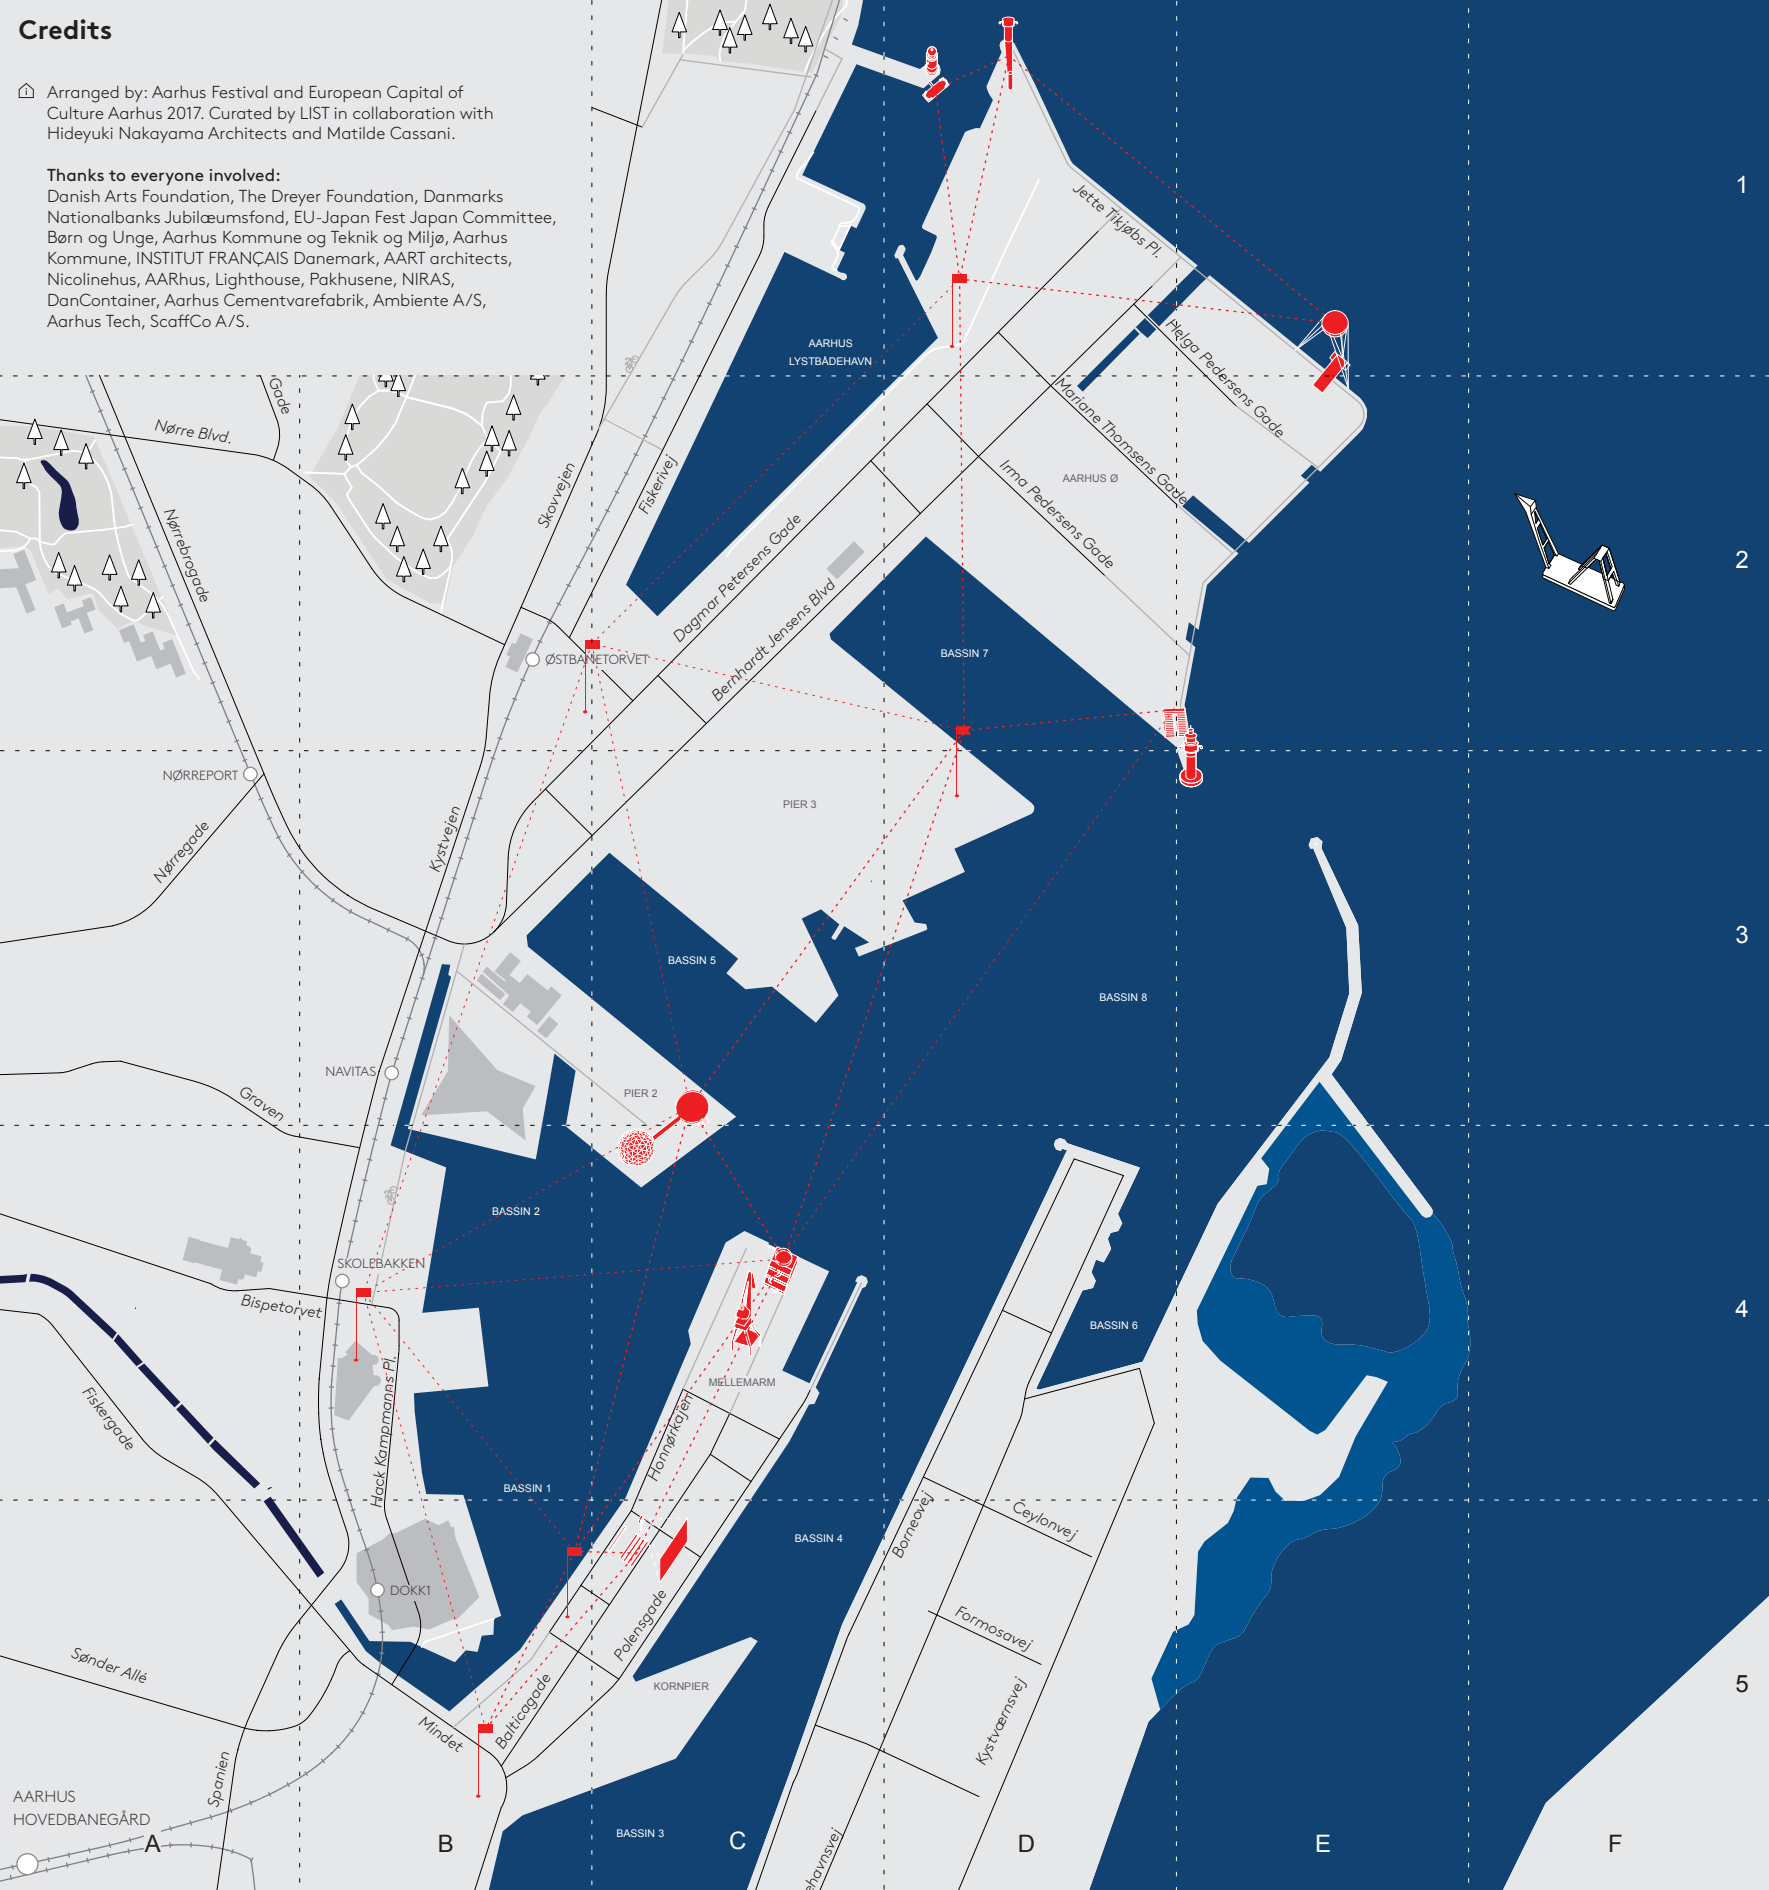 Credits
Arranged by: Aarhus Festival and European Capital of
Culture Aarhus 2017. Curated by LIST in collaboration with
Hideyuki Nakayama Architects and Matilde Cassani.
Thanks to everyone involved:
Danish Arts Foundation, The Dreyer Foundation, Danmarks
Nationalbanks Jubilæumsfond, EU-Japan Fest Japan Committee,
Børn og Unge, Aarhus Kommune og Teknik og Miljø, Aarhus
Kommune, INSTITUT FRANÇAIS Danemark, AART architects,
Nicolinehus, AARhus, Lighthouse, Pakhusene, NIRAS,
DanContainer, Aarhus Cementvarefabrik, Ambiente A/S,
Aarhus Tech, ScaffCo A/S.
1
Jette Tikjøbs Pl.
AARHUS
LYSTBÅDEHAVN
Helga Pedersens Gade
Gade
Nørre Blvd.
Mariane Thomsens Gade
Irma Pedersens Gade
AARHUS Ø
Skovvejen
Fiskerivej
Nørrebrogade
Dagmar Petersens Gade
Bernhardt Jensens Blvd
2
BASSIN 7
ØSTBANETORVET
NØRREPORT
PIER 3
Nørregade
Kystvejen
3
BASSIN 5
BASSIN 8
NAVITAS
PIER 2
Graven
BASSIN 2
SKOLEBAKKEN
Bispetorvet
4
BASSIN 6
MELLEMARM
Hack Kampmanns Pl.
Fiskergade
Honnørkajen
BASSIN 1
BASSIN 4
Borneovej
Ceylonvej
DOKK1
Formosavej
Polensgade
Sønder Allé
KORNPIER
5
Mindet
Balticagade
Kystværnsvej
Spanien
AARHUS
HOVEDBANEGÅRD
BASSIN 3
ehavnsvej
A
B
C
D
E
F